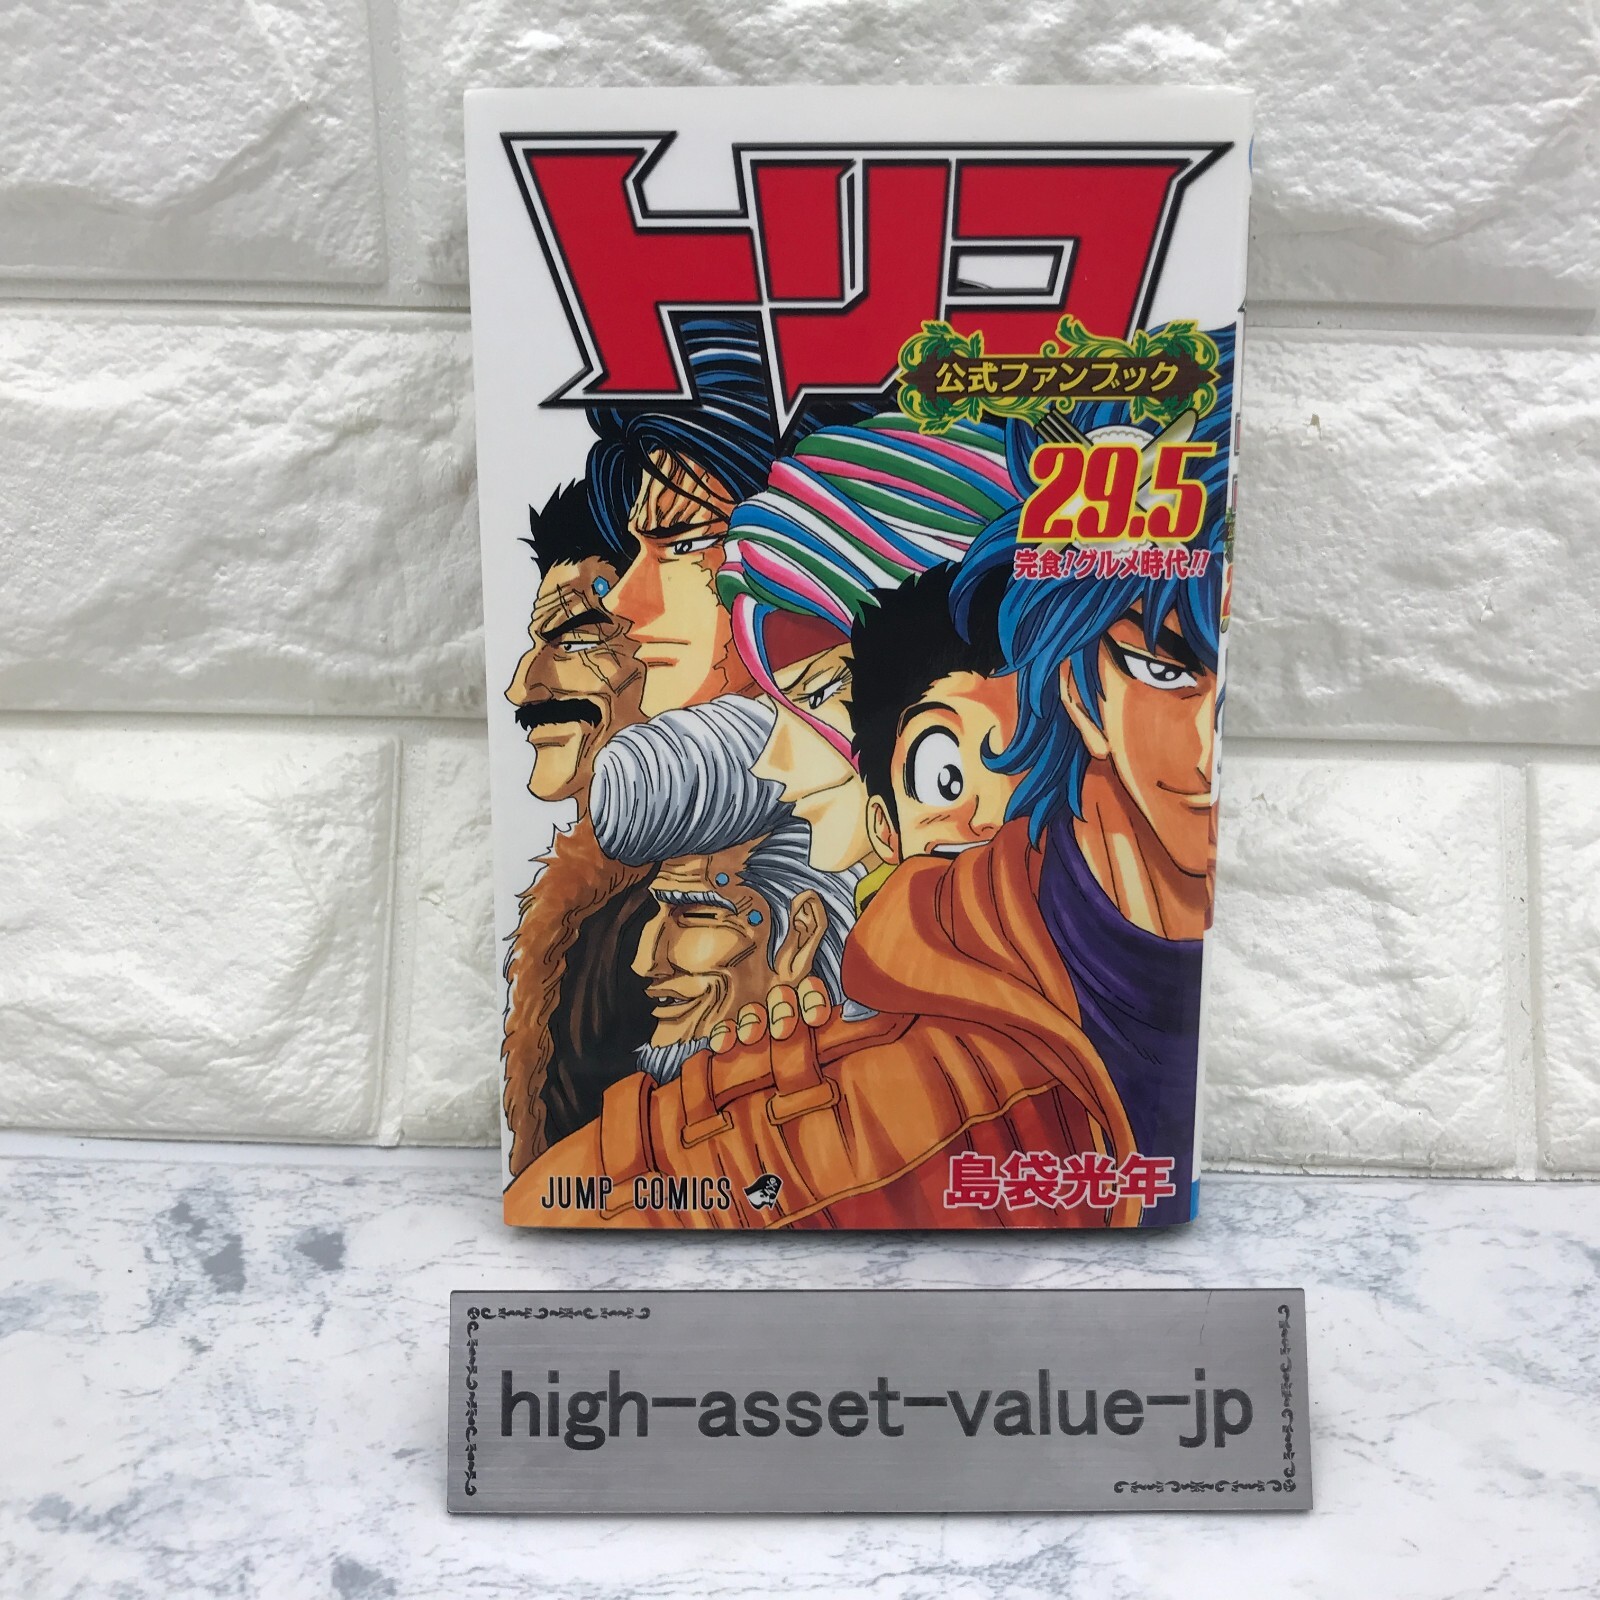 トリコ
公式ファンブック
29.5
完食!グルメ時代!!
JUMP COMICS
島袋光年
high-asset-value-jp